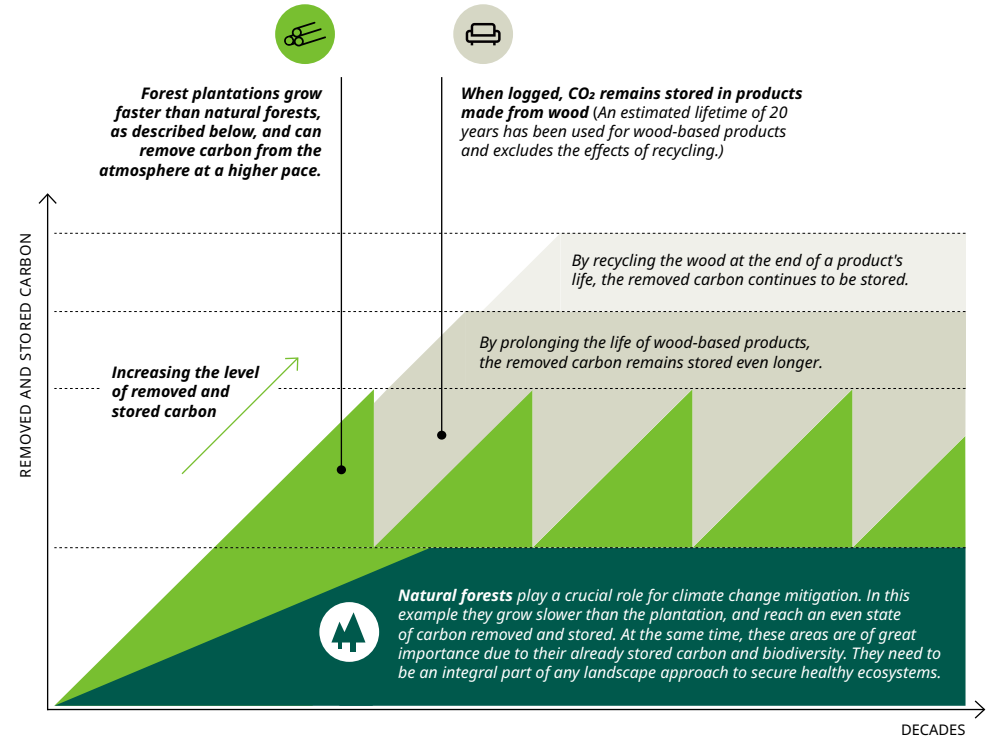 Forest plantations grow
faster than natural forests,
as described below, and can
remove carbon from the
atmosphere at a higher pace.
When logged, CO₂ remains stored in products
made from wood (An estimated lifetime of 20
years has been used for wood-based products
and excludes the effects of recycling.)
REMOVED AND STORED CARBON
By recycling the wood at the end of a product's
life, the removed carbon continues to be stored.
By prolonging the life of wood-based products,
the removed carbon remains stored even longer.
Increasing the level
of removed and
stored carbon
Natural forests play a crucial role for climate change mitigation. In this
example they grow slower than the plantation, and reach an even state
of carbon removed and stored. At the same time, these areas are of great
importance due to their already stored carbon and biodiversity. They need to
be an integral part of any landscape approach to secure healthy ecosystems.
DECADES